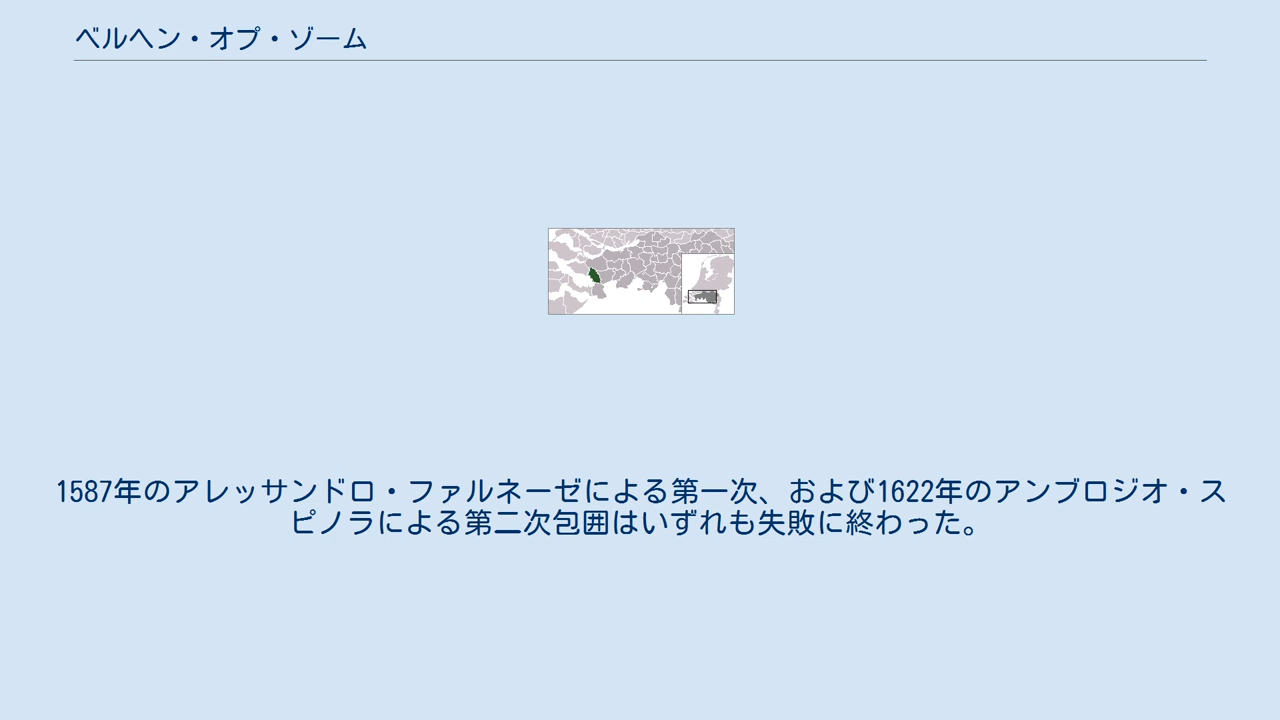 ベルヘン・オプ・ゾーム
1587年のアレッサンドロ・ファルネーゼによる第一次、および1622年のアンブロジオ・ス
ピノラによる第二次包囲はいずれも失敗に終わった。